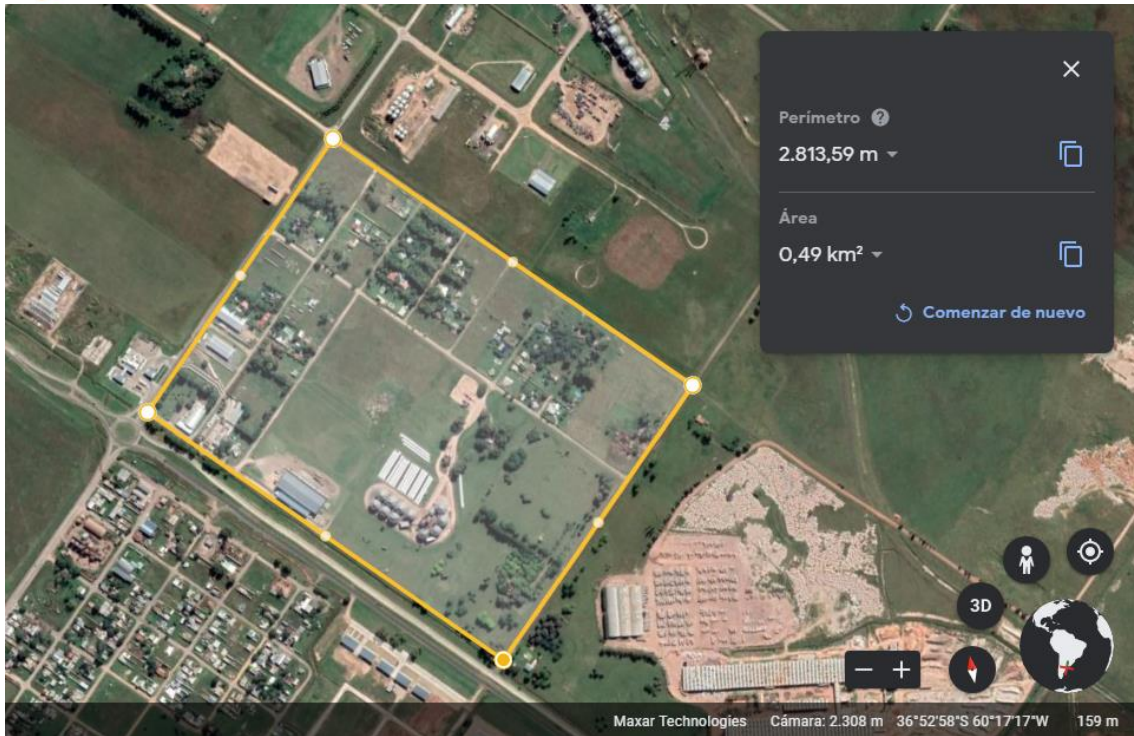 Perímetro
2.813,59 m
Área
0,49 km²
Comenzar de nuevo
3D
Maxar Technologies Cámara: 2.308 m 36°52'58"S 60°17'17"W 159 m